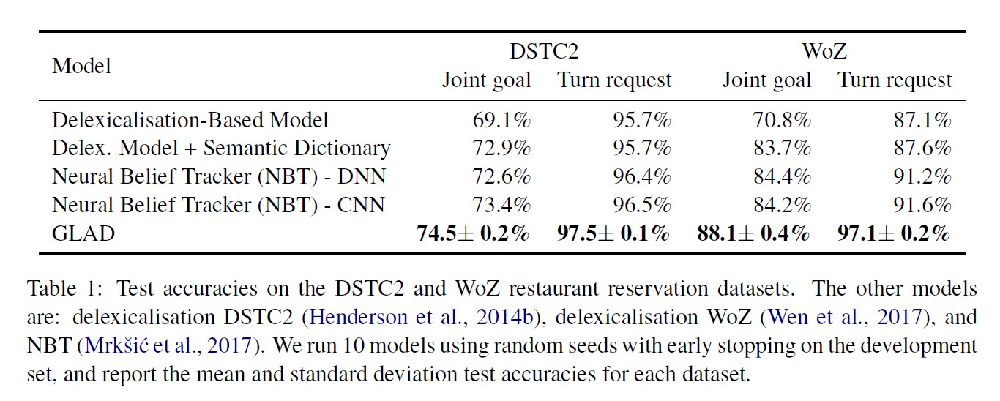 Model DSTC2 WoZ
Joint goal Turn request Joint goal Turn request
Delexicalisation-Based Model 69.1% 95.7% 70.8% 87.1%
Delex. Model + Semantic Dictionary 72.9% 95.7% 83.7% 87.6%
Neural Belief Tracker (NBT) - DNN 72.6% 96.4% 84.4% 91.2%
Neural Belief Tracker (NBT) - CNN 73.4% 96.5% 84.2% 91.6%
GLAD 74.5± 0.2% 97.5± 0.1% 88.1± 0.4% 97.1± 0.2%
Table 1: Test accuracies on the DSTC2 and WoZ restaurant reservation datasets. The other models
are: delexicalisation DSTC2 (Henderson et al., 2014b), delexicalisation WoZ (Wen et al., 2017), and
NBT (Mrkšić et al., 2017). We run 10 models using random seeds with early stopping on the development
set, and report the mean and standard deviation test accuracies for each dataset.